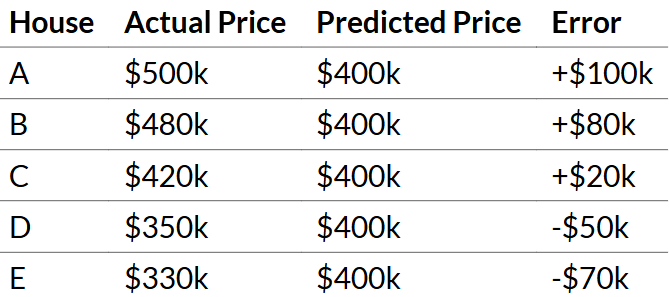 House Actual Price Predicted Price Error
A $500k $400k +$100k
B $480k $400k +$80k
C $420k $400k +$20k
D $350k $400k -$50k
E $330k $400k -$70k